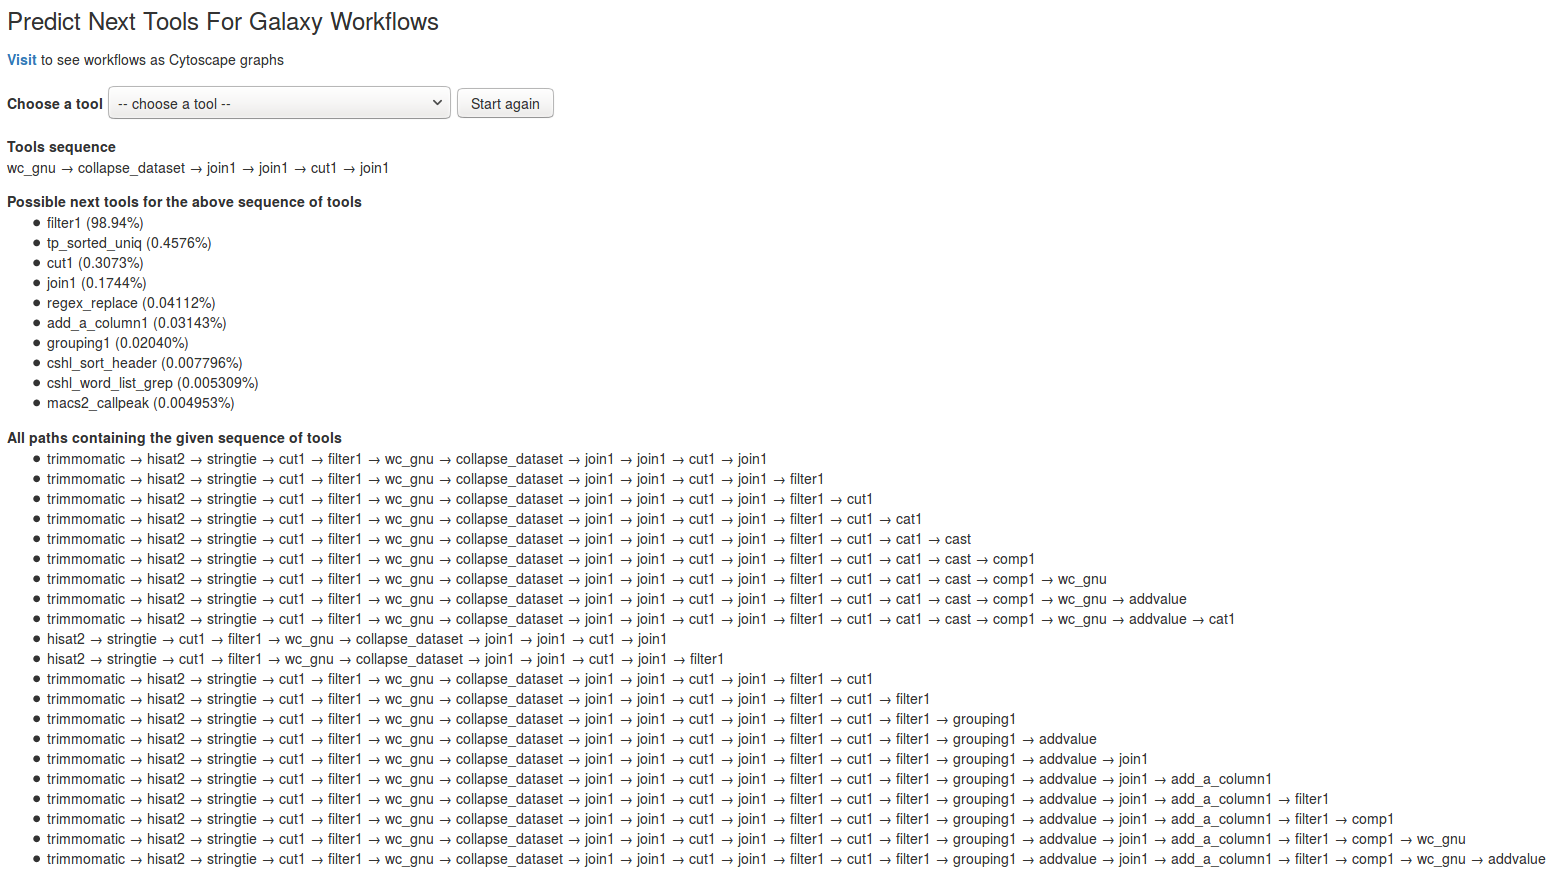 Predict Next Tools For Galaxy Workflows
Visit to see workflows as Cytoscape graphs
Choose a tool -- choose a tool -- Start again
Tools sequence
wc_gnu → collapse_dataset → join1 → join1 → cut1 → join1
Possible next tools for the above sequence of tools
• filter1 (98.94%)
• tp_sorted_uniq (0.4576%)
• cut1 (0.3073%)
• join1 (0.1744%)
• regex_replace (0.04112%)
• add_a_column1 (0.03143%)
• grouping1 (0.02040%)
• cshl_sort_header (0.007796%)
• cshl_word_list_grep (0.005309%)
• macs2_callpeak (0.004953%)
All paths containing the given sequence of tools
• trimmomatic → hisat2 → stringtie → cut1 → filter1 → wc_gnu → collapse_dataset → join1 → join1 → cut1 → join1
• trimmomatic → hisat2 → stringtie → cut1 → filter1 → wc_gnu → collapse_dataset → join1 → join1 → cut1 → join1 → filter1
• trimmomatic → hisat2 → stringtie → cut1 → filter1 → wc_gnu → collapse_dataset → join1 → join1 → cut1 → join1 → filter1 → cut1
• trimmomatic → hisat2 → stringtie → cut1 → filter1 → wc_gnu → collapse_dataset → join1 → join1 → cut1 → join1 → filter1 → cut1 → cat1
• trimmomatic → hisat2 → stringtie → cut1 → filter1 → wc_gnu → collapse_dataset → join1 → join1 → cut1 → join1 → filter1 → cut1 → cat1 → cast
• trimmomatic → hisat2 → stringtie → cut1 → filter1 → wc_gnu → collapse_dataset → join1 → join1 → cut1 → join1 → filter1 → cut1 → cat1 → cast → comp1
• trimmomatic → hisat2 → stringtie → cut1 → filter1 → wc_gnu → collapse_dataset → join1 → join1 → cut1 → join1 → filter1 → cut1 → cat1 → cast → comp1 → wc_gnu
• trimmomatic → hisat2 → stringtie → cut1 → filter1 → wc_gnu → collapse_dataset → join1 → join1 → cut1 → join1 → filter1 → cut1 → cat1 → cast → comp1 → wc_gnu → addvalue
• trimmomatic → hisat2 → stringtie → cut1 → filter1 → wc_gnu → collapse_dataset → join1 → join1 → cut1 → join1 → filter1 → cut1 → cat1 → cast → comp1 → wc_gnu → addvalue → cat1
• hisat2 → stringtie → cut1 → filter1 → wc_gnu → collapse_dataset → join1 → join1 → cut1 → join1
• hisat2 → stringtie → cut1 → filter1 → wc_gnu → collapse_dataset → join1 → join1 → cut1 → join1 → filter1
• trimmomatic → hisat2 → stringtie → cut1 → filter1 → wc_gnu → collapse_dataset → join1 → join1 → cut1 → join1 → filter1 → cut1
• trimmomatic → hisat2 → stringtie → cut1 → filter1 → wc_gnu → collapse_dataset → join1 → join1 → cut1 → join1 → filter1 → cut1 → filter1
• trimmomatic → hisat2 → stringtie → cut1 → filter1 → wc_gnu → collapse_dataset → join1 → join1 → cut1 → join1 → filter1 → cut1 → filter1 → grouping1
• trimmomatic → hisat2 → stringtie → cut1 → filter1 → wc_gnu → collapse_dataset → join1 → join1 → cut1 → join1 → filter1 → cut1 → filter1 → grouping1 → addvalue
• trimmomatic → hisat2 → stringtie → cut1 → filter1 → wc_gnu → collapse_dataset → join1 → join1 → cut1 → join1 → filter1 → cut1 → filter1 → grouping1 → addvalue → join1
• trimmomatic → hisat2 → stringtie → cut1 → filter1 → wc_gnu → collapse_dataset → join1 → join1 → cut1 → join1 → filter1 → cut1 → filter1 → grouping1 → addvalue → join1 → add_a_column1
• trimmomatic → hisat2 → stringtie → cut1 → filter1 → wc_gnu → collapse_dataset → join1 → join1 → cut1 → join1 → filter1 → cut1 → filter1 → grouping1 → addvalue → join1 → add_a_column1 → filter1
• trimmomatic → hisat2 → stringtie → cut1 → filter1 → wc_gnu → collapse_dataset → join1 → join1 → cut1 → join1 → filter1 → cut1 → filter1 → grouping1 → addvalue → join1 → add_a_column1 → filter1 → comp1
• trimmomatic → hisat2 → stringtie → cut1 → filter1 → wc_gnu → collapse_dataset → join1 → join1 → cut1 → join1 → filter1 → cut1 → filter1 → grouping1 → addvalue → join1 → add_a_column1 → filter1 → comp1 → wc_gnu
• trimmomatic → hisat2 → stringtie → cut1 → filter1 → wc_gnu → collapse_dataset → join1 → join1 → cut1 → join1 → filter1 → cut1 → filter1 → grouping1 → addvalue → join1 → add_a_column1 → filter1 → comp1 → wc_gnu → addvalue